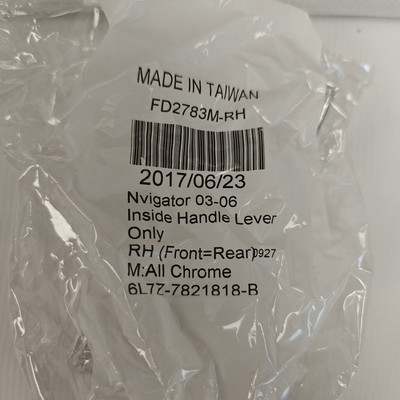 MADE IN TAIWAN
FD2783M-RH
2017/06/23
Nvigator 03-06
Inside Handle Lever
Only
RH (Front=Rear)0927
M:All Chrome
6L7Z-7821818-B